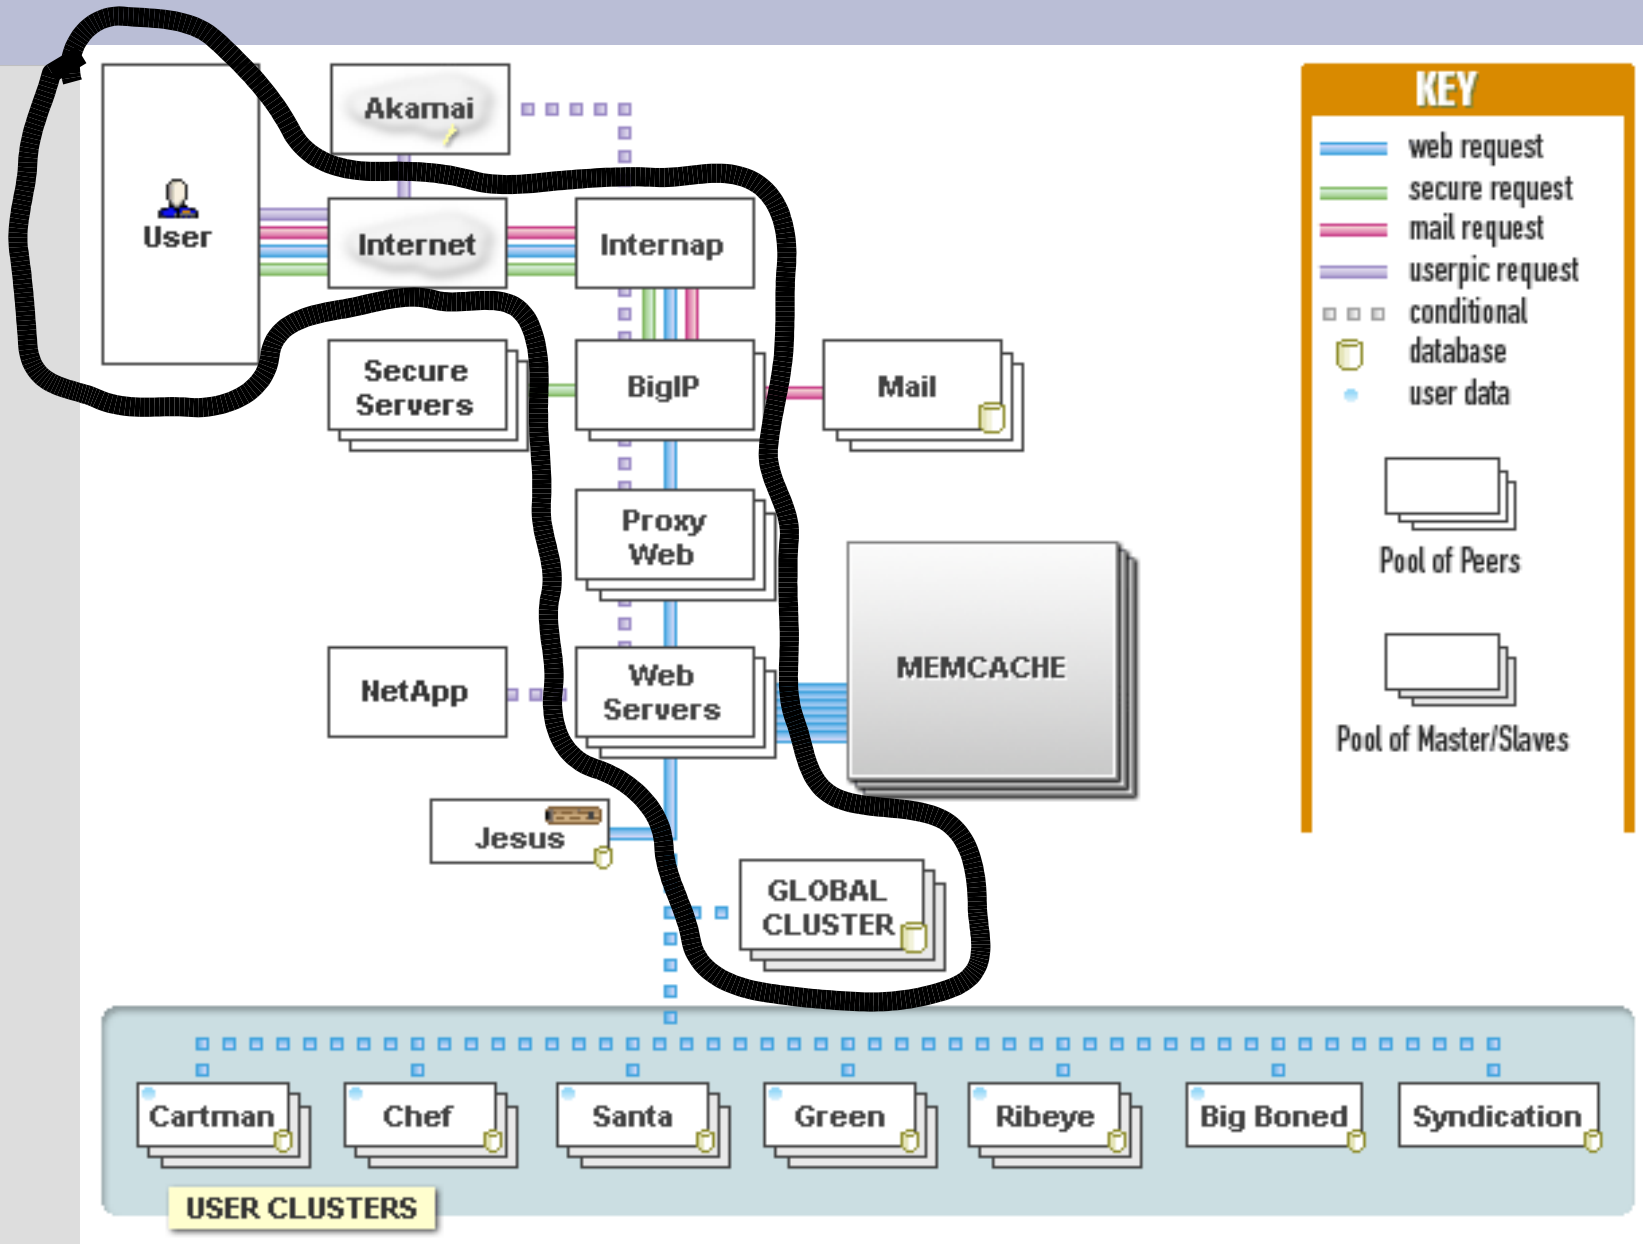 Akamai
User
Internet
Internap
Secure
Servers
BigIP
Mail
Proxy
Web
NetApp
Web
Servers
MEMCACHE
Jesus
GLOBAL
CLUSTER
Cartman
Chef
Santa
Green
Ribeye
Big Boned
Syndication
USER CLUSTERS
KEY
web request
secure request
mail request
userpic request
conditional
database
user data
Pool of Peers
Pool of Master/Slaves